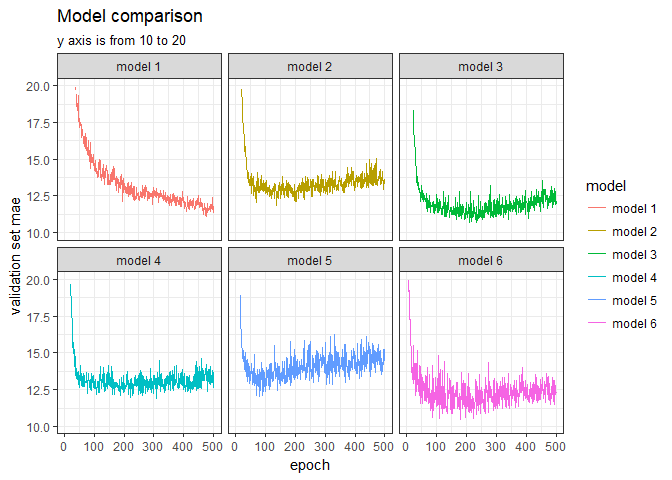 Model comparison
y axis is from 10 to 20
model 1 model 2 model 3
20.0
17.5
15.0
12.5
10.0
model 4 model 5 model 6
20.0
17.5
15.0
12.5
10.0
0 100 200 300 400 500 0 100 200 300 400 500 0 100 200 300 400 500
epoch
validation set mae
model
model 1
model 2
model 3
model 4
model 5
model 6